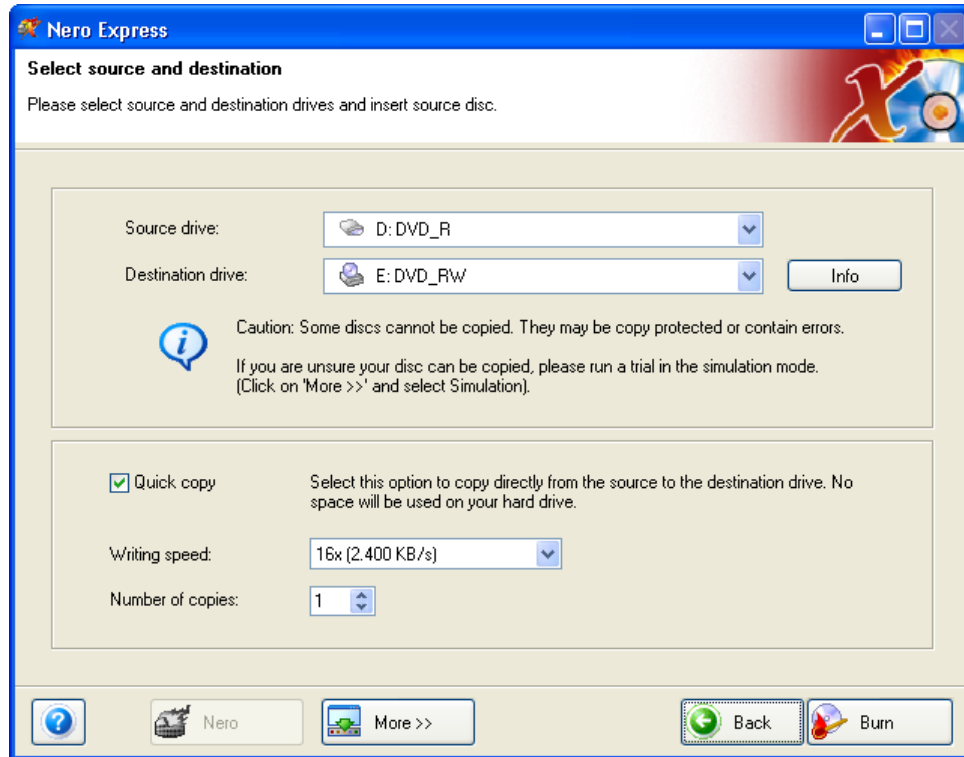 Nero Express
Select source and destination
Please select source and destination drives and insert source disc.
Source drive: D: DVD_R
Destination drive: E: DVD_RW Info
Caution: Some discs cannot be copied. They may be copy protected or contain errors.
If you are unsure your disc can be copied, please run a trial in the simulation mode.
(Click on 'More >>' and select Simulation).
Quick copy Select this option to copy directly from the source to the destination drive. No
space will be used on your hard drive.
Writing speed: 16x (2.400 KB/s)
Number of copies: 1
Nero More >> Back Burn